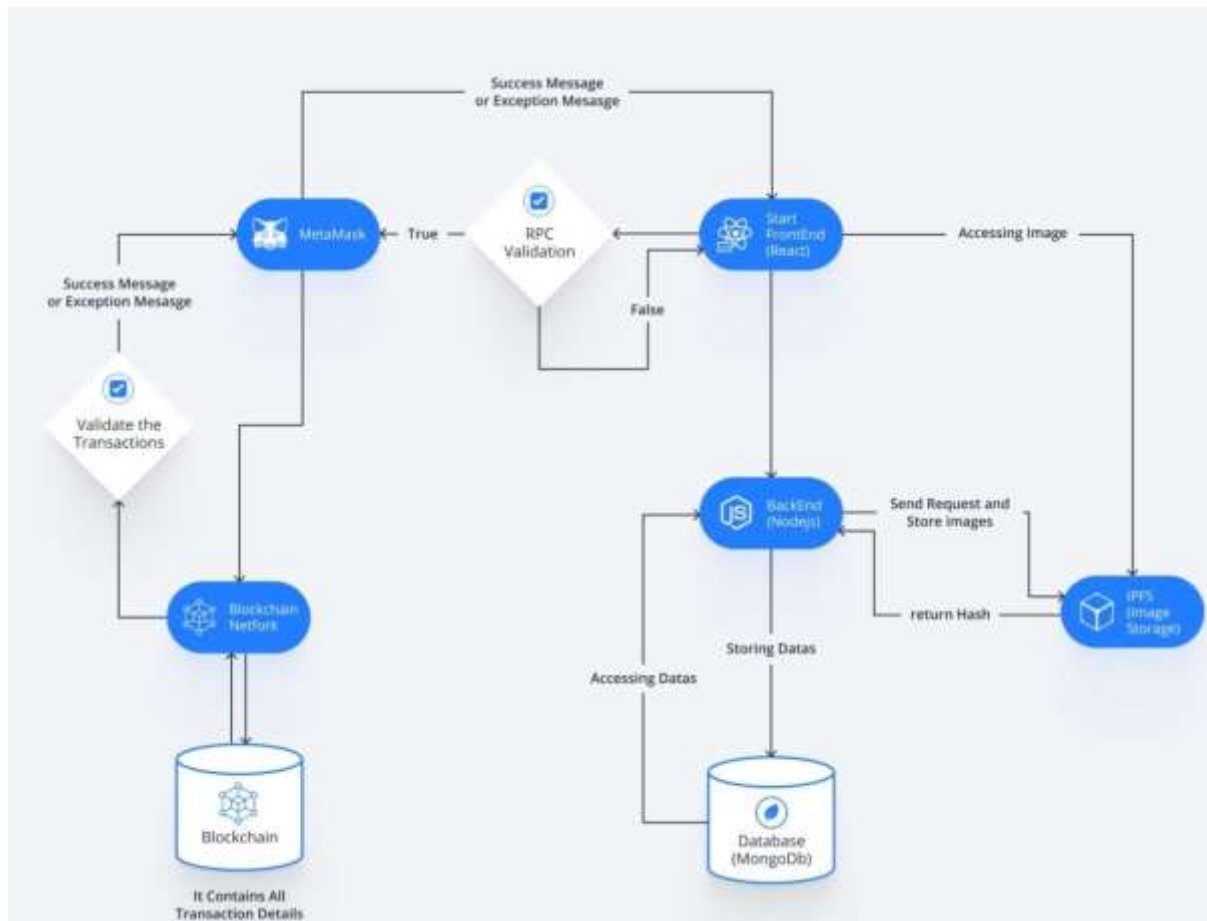 Success Message
or Exception Mesasge
MetaMask
True
RPC
Validation
Start
FrontEnd
(React)
Accessing Image
Success Message
or Exception Mesasge
False
Validate the
Transactions
JS
BackEnd
(Nodejs)
Send Request and
Store images
Blockchain
Netfork
return Hash
IPFS
(Image
Storage)
Storing Datas
Accessing Datas
Blockchain
Database
(MongoDb)
It Contains All
Transaction Details